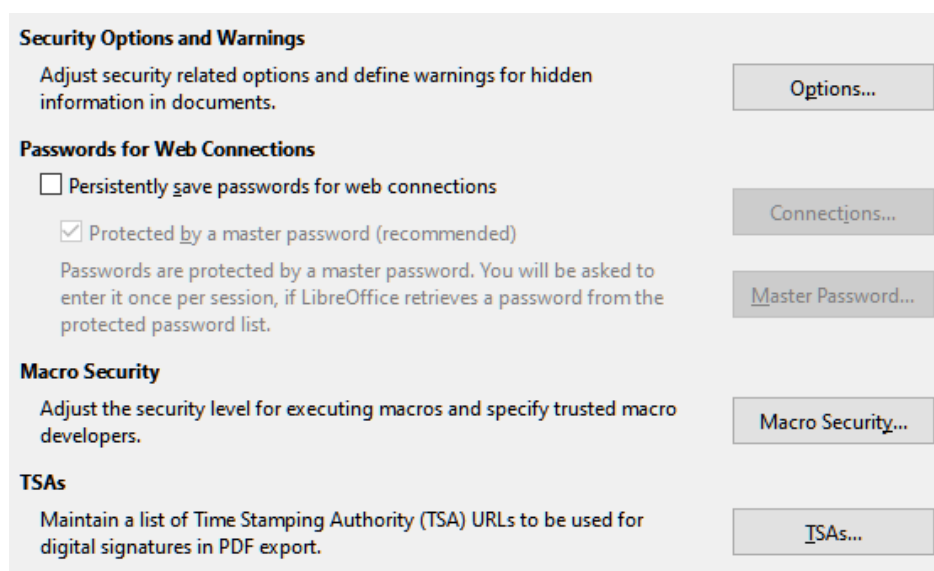 Security Options and Warnings
Adjust security related options and define warnings for hidden
information in documents.
Options...
Passwords for Web Connections
Persistently save passwords for web connections
Connections...
Protected by a master password (recommended)
Passwords are protected by a master password. You will be asked to
enter it once per session, if LibreOffice retrieves a password from the
protected password list.
Master Password...
Macro Security
Adjust the security level for executing macros and specify trusted macro
developers.
Macro Security...
TSAs
Maintain a list of Time Stamping Authority (TSA) URLs to be used for
digital signatures in PDF export.
TSAs...